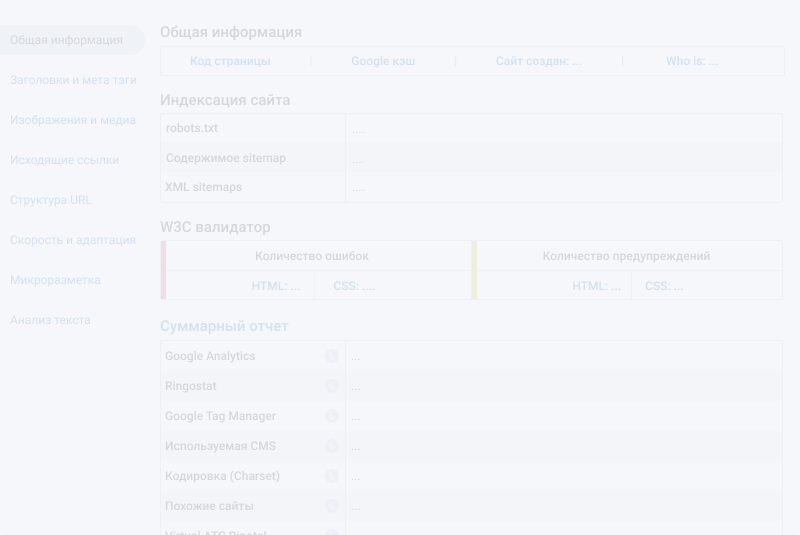 Общая информация
Заголовки и мета тэги
Изображения и медиа
Исходящие ссылки
Структура URL
Скорость и адаптация
Микроразметка
Анализ текста
Общая информация
Код страницы | Google кэш | Сайт создан: ... | Who is: ...
Индексация сайта
robots.txt ....
Содержимое sitemap ....
XML sitemaps ....
W3C валидатор
Количество ошибок Количество предупреждений
HTML: ... CSS: .... HTML: ... CSS: ...
Суммарный отчет
Google Analytics ...
Ringostat ...
Google Tag Manager ...
Используемая CMS ...
Кодировка (Charset) ...
Похожие сайты ...